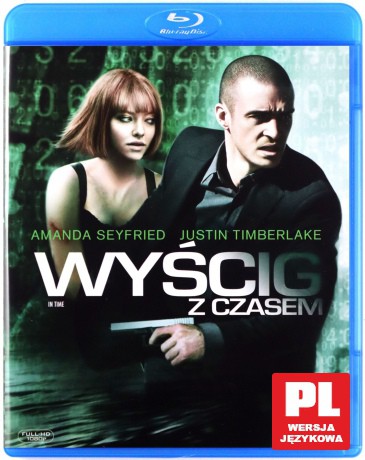 Blu-ray Disc
AMANDA SEYFRIED JUSTIN TIMBERLAKE
WYŚCIG
Z CZASEM
IN TIME
FULL-HD
1080P
PL
WERSJA
JĘZYKOWA